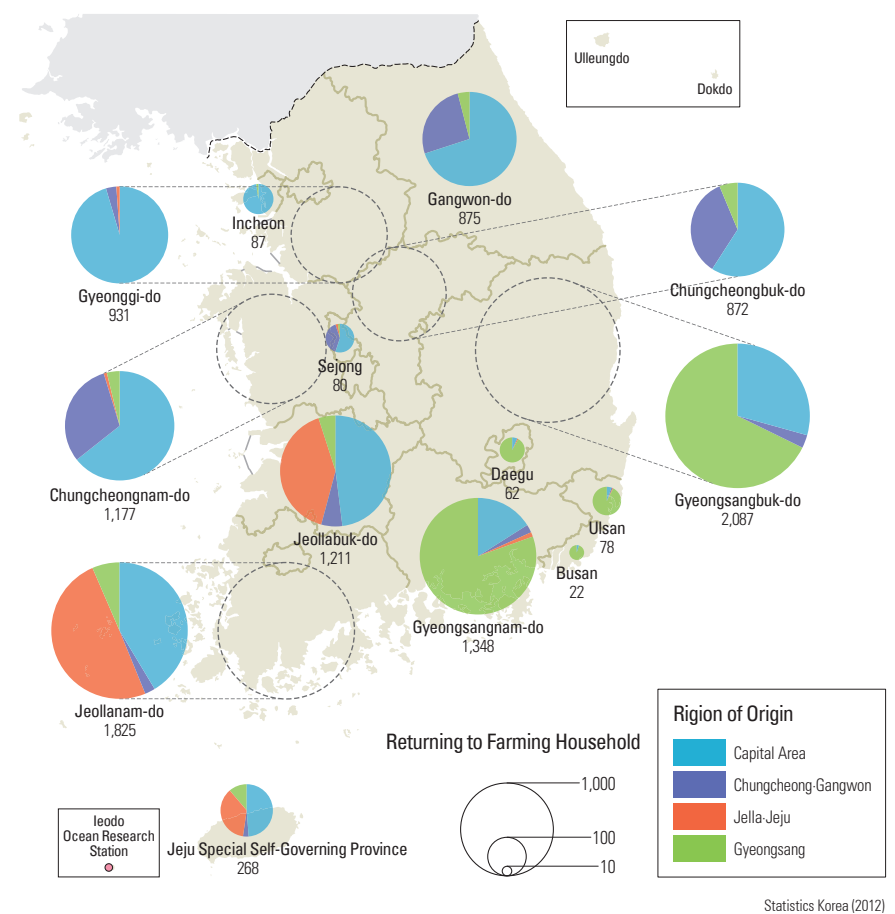 Ulleungdo
Dokdo
Gangwon-do
875
Incheon
87
Gyeonggi-do
931
Chungcheongbuk-do
872
Sejong
80
Chungcheongnam-do
1,177
Daegu
62
Gyeongsangbuk-do
2,087
Ulsan
78
Jeollabuk-do
1,211
Busan
22
Gyeongsangnam-do
1,348
Jeollanam-do
1,825
Returning to Farming Household
1,000
100
10
Rigion of Origin
Capital Area
Chungcheong·Gangwon
Jella·Jeju
Gyeongsang
Ieodo
Ocean Research
Station
Jeju Special Self-Governing Province
268
Statistics Korea (2012)